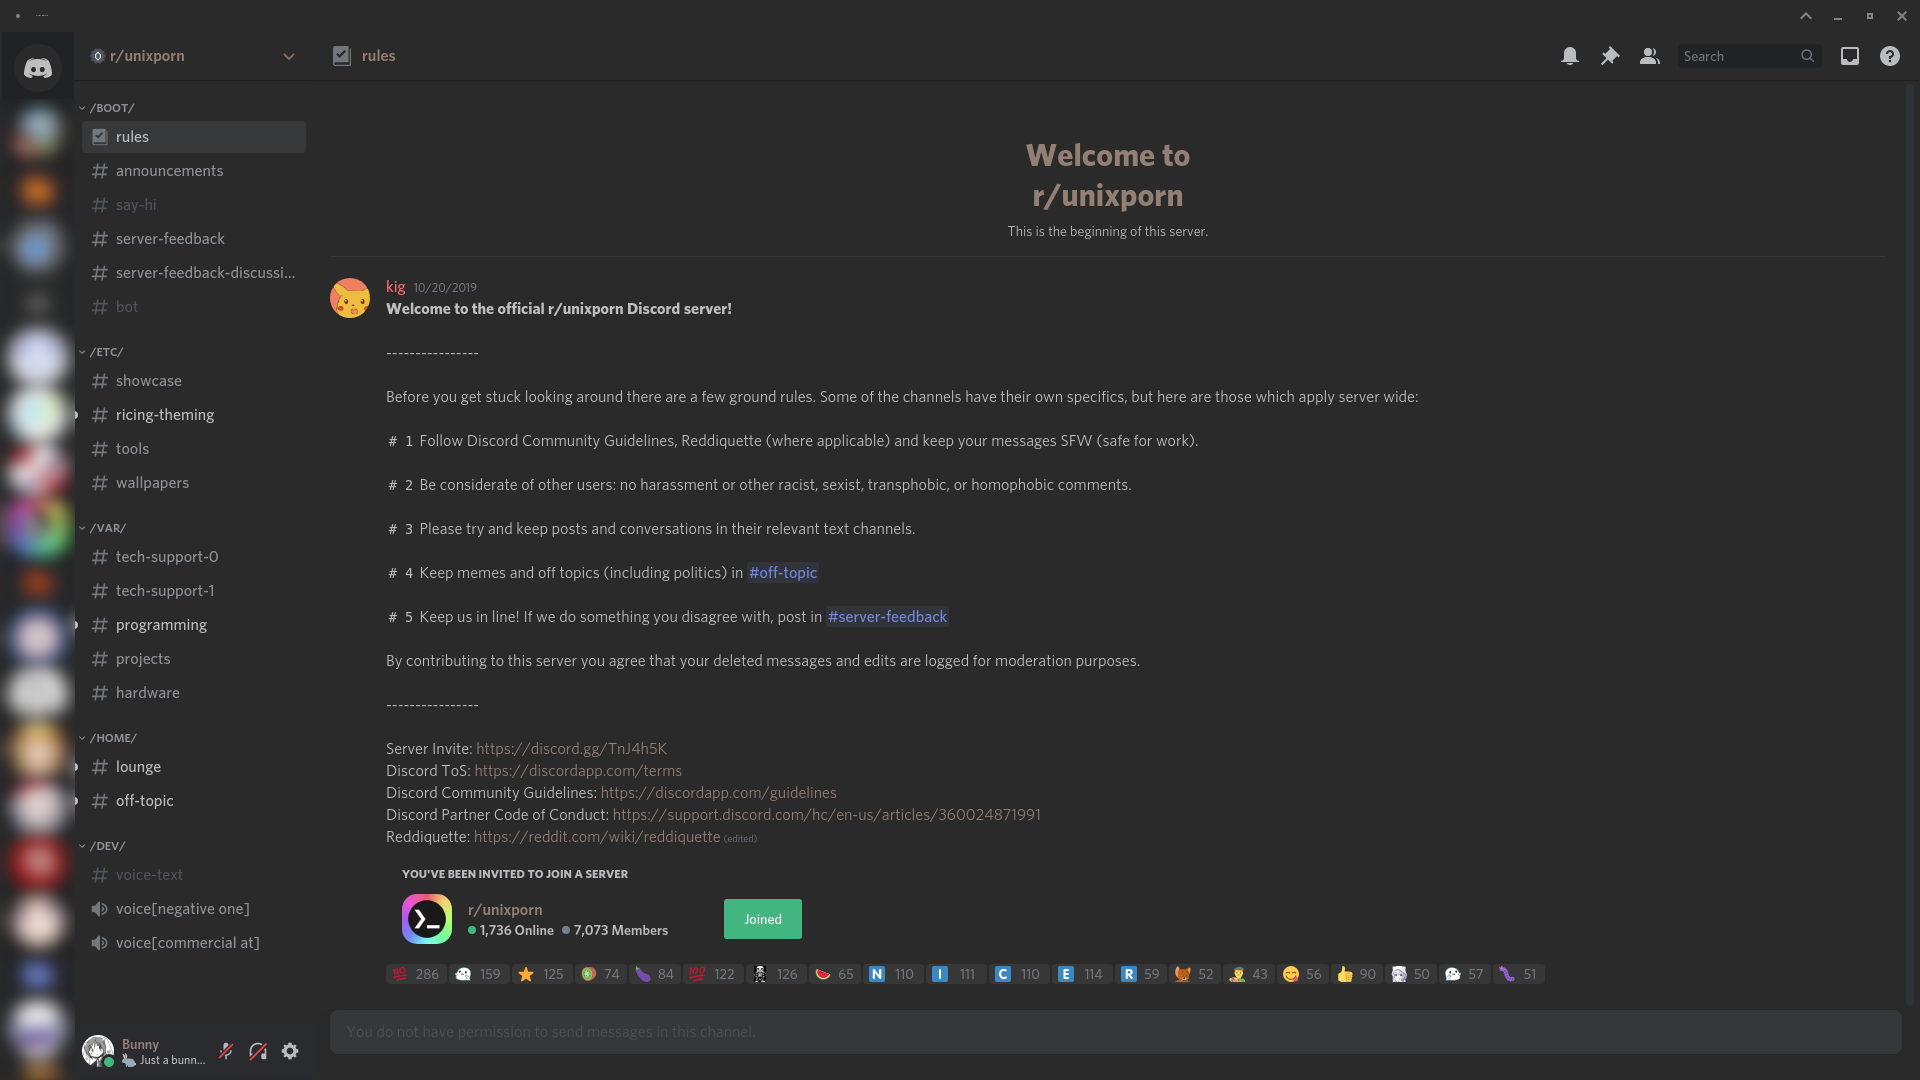 r/unixporn
rules
Search
/BOOT/
rules
announcements
say-hi
server-feedback
server-feedback-discussi...
bot
/ETC/
showcase
ricing-theming
tools
wallpapers
/VAR/
tech-support-0
tech-support-1
programming
projects
hardware
/HOME/
lounge
off-topic
/DEV/
voice-text
voice[negative one]
voice[commercial at]
Bunny
Just a bunn...
Welcome to
r/unixporn
This is the beginning of this server.
kig 10/20/2019
Welcome to the official r/unixporn Discord server!
----------------
Before you get stuck looking around there are a few ground rules. Some of the channels have their own specifics, but here are those which apply server wide:
# 1 Follow Discord Community Guidelines, Reddiquette (where applicable) and keep your messages SFW (safe for work).
# 2 Be considerate of other users: no harassment or other racist, sexist, transphobic, or homophobic comments.
# 3 Please try and keep posts and conversations in their relevant text channels.
# 4 Keep memes and off topics (including politics) in #off-topic
# 5 Keep us in line! If we do something you disagree with, post in #server-feedback
By contributing to this server you agree that your deleted messages and edits are logged for moderation purposes.
----------------
Server Invite: https://discord.gg/TnJ4h5K
Discord ToS: https://discordapp.com/terms
Discord Community Guidelines: https://discordapp.com/guidelines
Discord Partner Code of Conduct: https://support.discord.com/hc/en-us/articles/360024871991
Reddiquette: https://reddit.com/wiki/reddiquette (edited)
YOU'VE BEEN INVITED TO JOIN A SERVER
r/unixporn
1,736 Online 7,073 Members
Joined
286 159 125 74 84 122 126 65 N 110 I 111 C 110 E 114 R 59 52 43 56 90 50 57 51
You do not have permission to send messages in this channel.